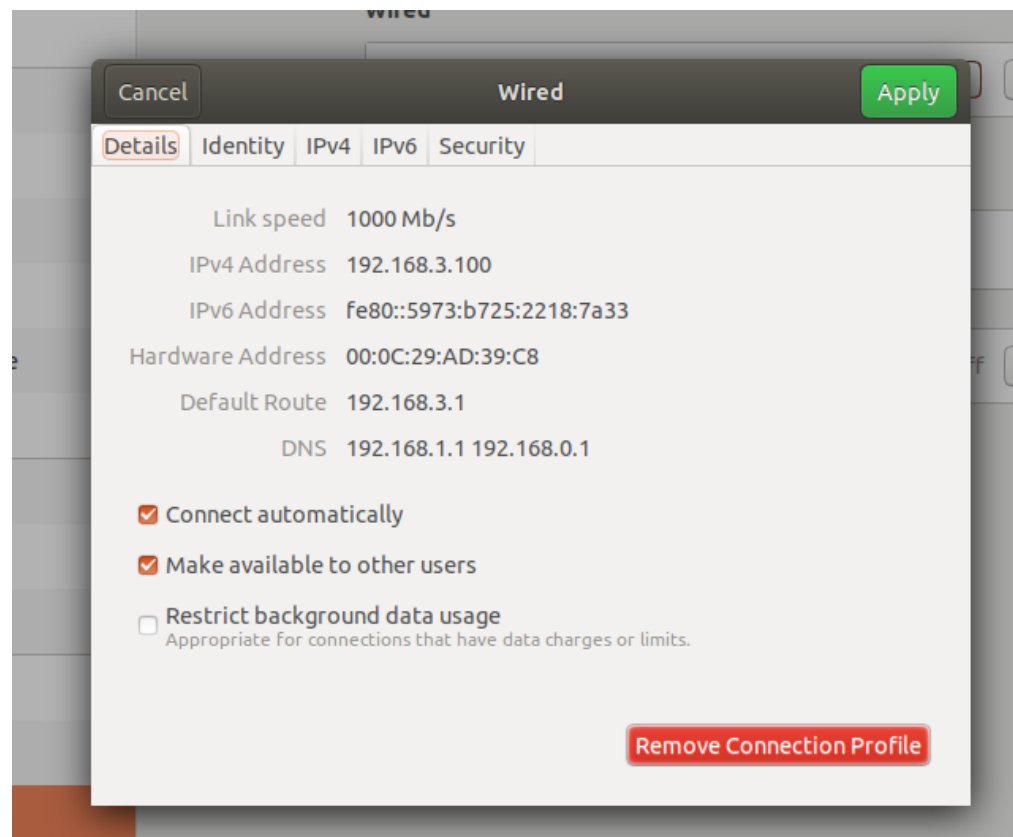 Wired
Cancel Wired Apply
Details Identity IPv4 IPv6 Security
Link speed 1000 Mb/s
IPv4 Address 192.168.3.100
IPv6 Address fe80::5973:b725:2218:7a33
Hardware Address 00:0C:29:AD:39:C8
Default Route 192.168.3.1
DNS 192.168.1.1 192.168.0.1
Connect automatically
Make available to other users
Restrict background data usage
Appropriate for connections that have data charges or limits.
Remove Connection Profile